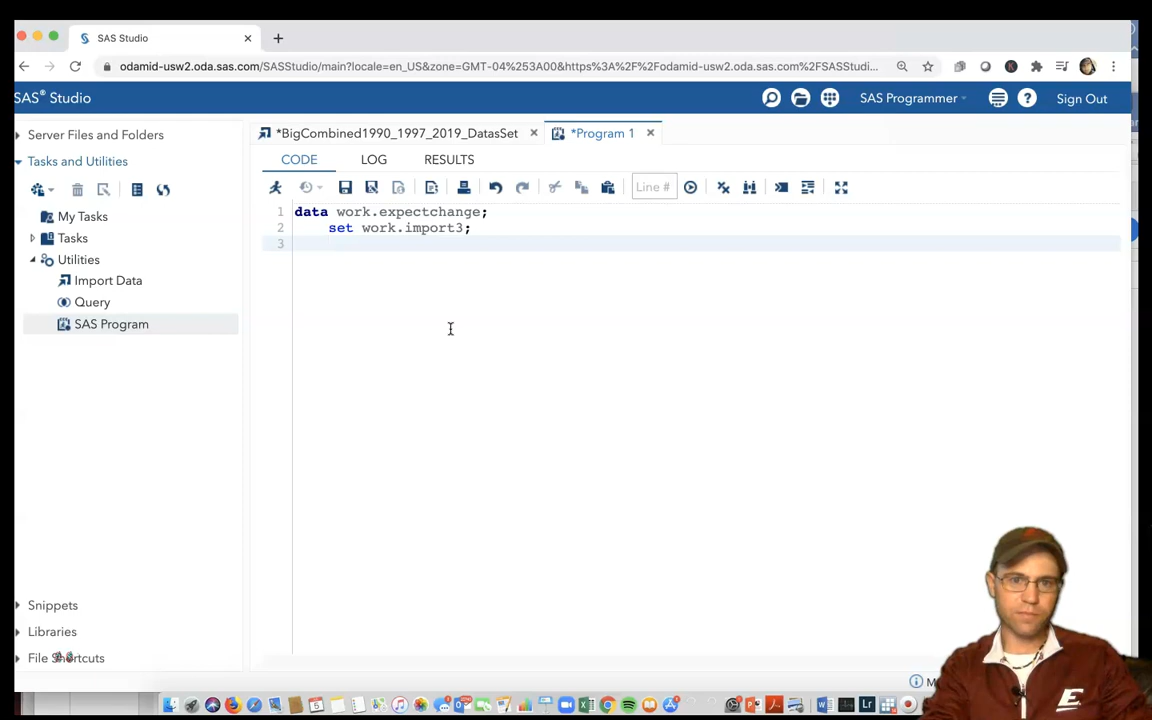 SAS Studio
odamid-usw2.oda.sas.com/SASStudio/main?locale=en_US&zone=GMT-04%253A00&https%3A%2F%2Fodamid-usw2.oda.sas.com%2FSASStudi...
SAS® Studio
SAS Programmer
Sign Out
Server Files and Folders
Tasks and Utilities
My Tasks
Tasks
Utilities
Import Data
Query
SAS Program
Snippets
Libraries
File Shortcuts
*BigCombined1990_1997_2019_DatasSet
*Program 1
CODE LOG RESULTS
Line #
1 data work.expectchange;
2 set work.import3;
3
E